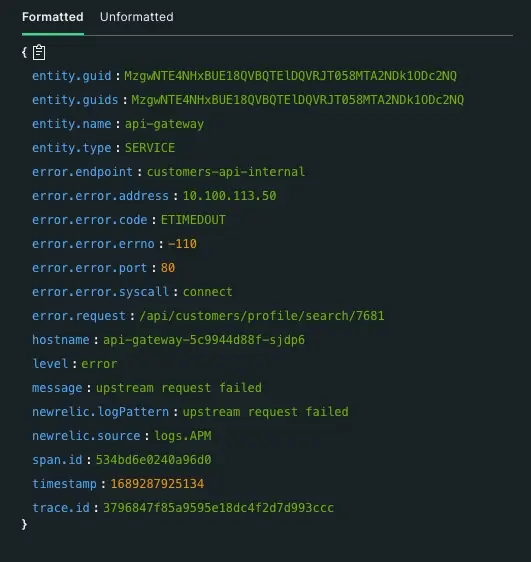 Formatted Unformatted
{
entity.guid : MzgwNTE4NHxBUE18QVBQTElDQVRJT058MTA2NDk1ODc2NQ
entity.guids : MzgwNTE4NHxBUE18QVBQTElDQVRJT058MTA2NDk1ODc2NQ
entity.name : api-gateway
entity.type : SERVICE
error.endpoint : customers-api-internal
error.error.address : 10.100.113.50
error.error.code : ETIMEDOUT
error.error.errno : -110
error.error.port : 80
error.error.syscall : connect
error.request : /api/customers/profile/search/7681
hostname : api-gateway-5c9944d88f-sjdp6
level : error
message : upstream request failed
newrelic.logPattern : upstream request failed
newrelic.source : logs.APM
span.id : 534bd6e0240a96d0
timestamp : 1689287925134
trace.id : 3796847f85a9595e18dc4f2d7d993ccc
}